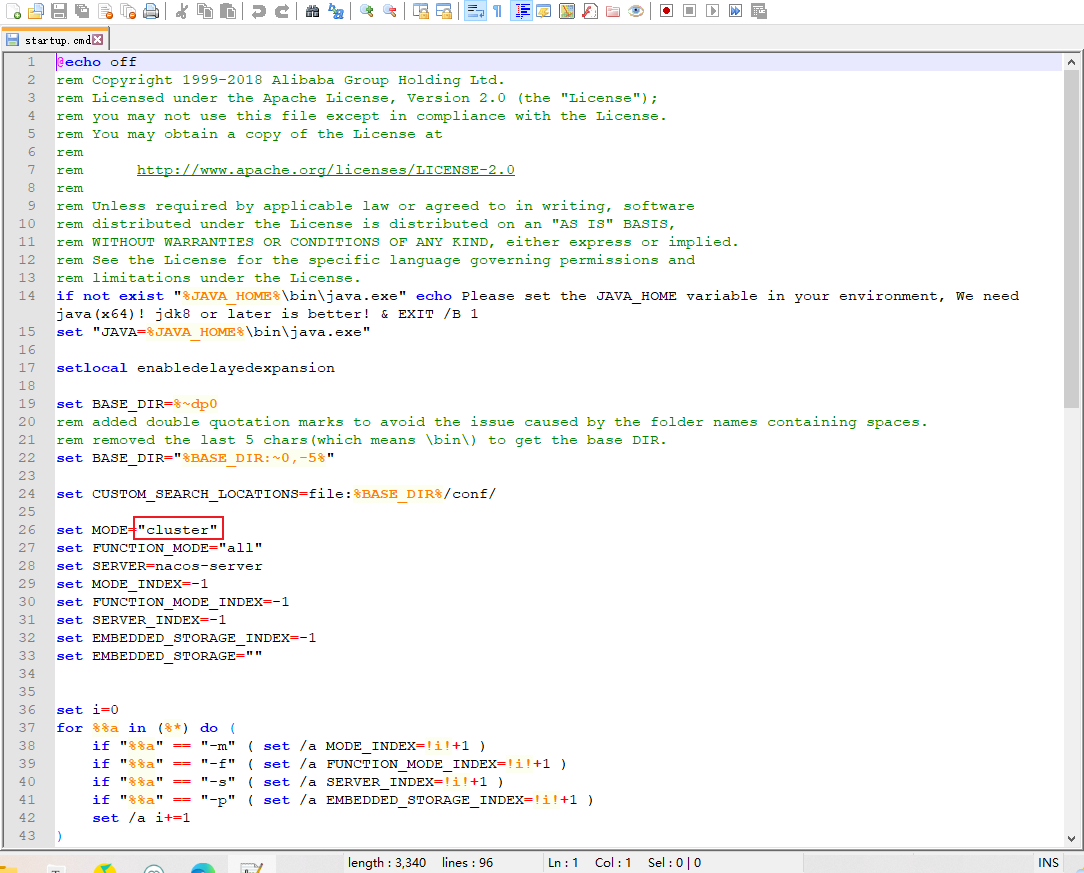 startup.cmd
1 @echo off
2 rem Copyright 1999-2018 Alibaba Group Holding Ltd.
3 rem Licensed under the Apache License, Version 2.0 (the "License");
4 rem you may not use this file except in compliance with the License.
5 rem You may obtain a copy of the License at
6 rem
7 rem      http://www.apache.org/licenses/LICENSE-2.0
8 rem
9 rem Unless required by applicable law or agreed to in writing, software
10 rem distributed under the License is distributed on an "AS IS" BASIS,
11 rem WITHOUT WARRANTIES OR CONDITIONS OF ANY KIND, either express or implied.
12 rem See the License for the specific language governing permissions and
13 rem limitations under the License.
14 if not exist "%JAVA_HOME%\bin\java.exe" echo Please set the JAVA_HOME variable in your environment, We need
java(x64)! jdk8 or later is better! & EXIT /B 1
15 set "JAVA=%JAVA_HOME%\bin\java.exe"
16
17 setlocal enabledelayedexpansion
18
19 set BASE_DIR=%~dp0
20 rem added double quotation marks to avoid the issue caused by the folder names containing spaces.
21 rem removed the last 5 chars(which means \bin\) to get the base DIR.
22 set BASE_DIR="%BASE_DIR:~0,-5%"
23
24 set CUSTOM_SEARCH_LOCATIONS=file:%BASE_DIR%/conf/
25
26 set MODE="cluster"
27 set FUNCTION_MODE="all"
28 set SERVER=nacos-server
29 set MODE_INDEX=-1
30 set FUNCTION_MODE_INDEX=-1
31 set SERVER_INDEX=-1
32 set EMBEDDED_STORAGE_INDEX=-1
33 set EMBEDDED_STORAGE=""
34
35
36 set i=0
37 for %%a in (%*) do (
38     if "%%a" == "-m" ( set /a MODE_INDEX=!i!+1 )
39     if "%%a" == "-f" ( set /a FUNCTION_MODE_INDEX=!i!+1 )
40     if "%%a" == "-s" ( set /a SERVER_INDEX=!i!+1 )
41     if "%%a" == "-p" ( set /a EMBEDDED_STORAGE_INDEX=!i!+1 )
42     set /a i+=1
43 )
length : 3,340 lines : 96 Ln : 1 Col : 1 Sel : 0 | 0 INS